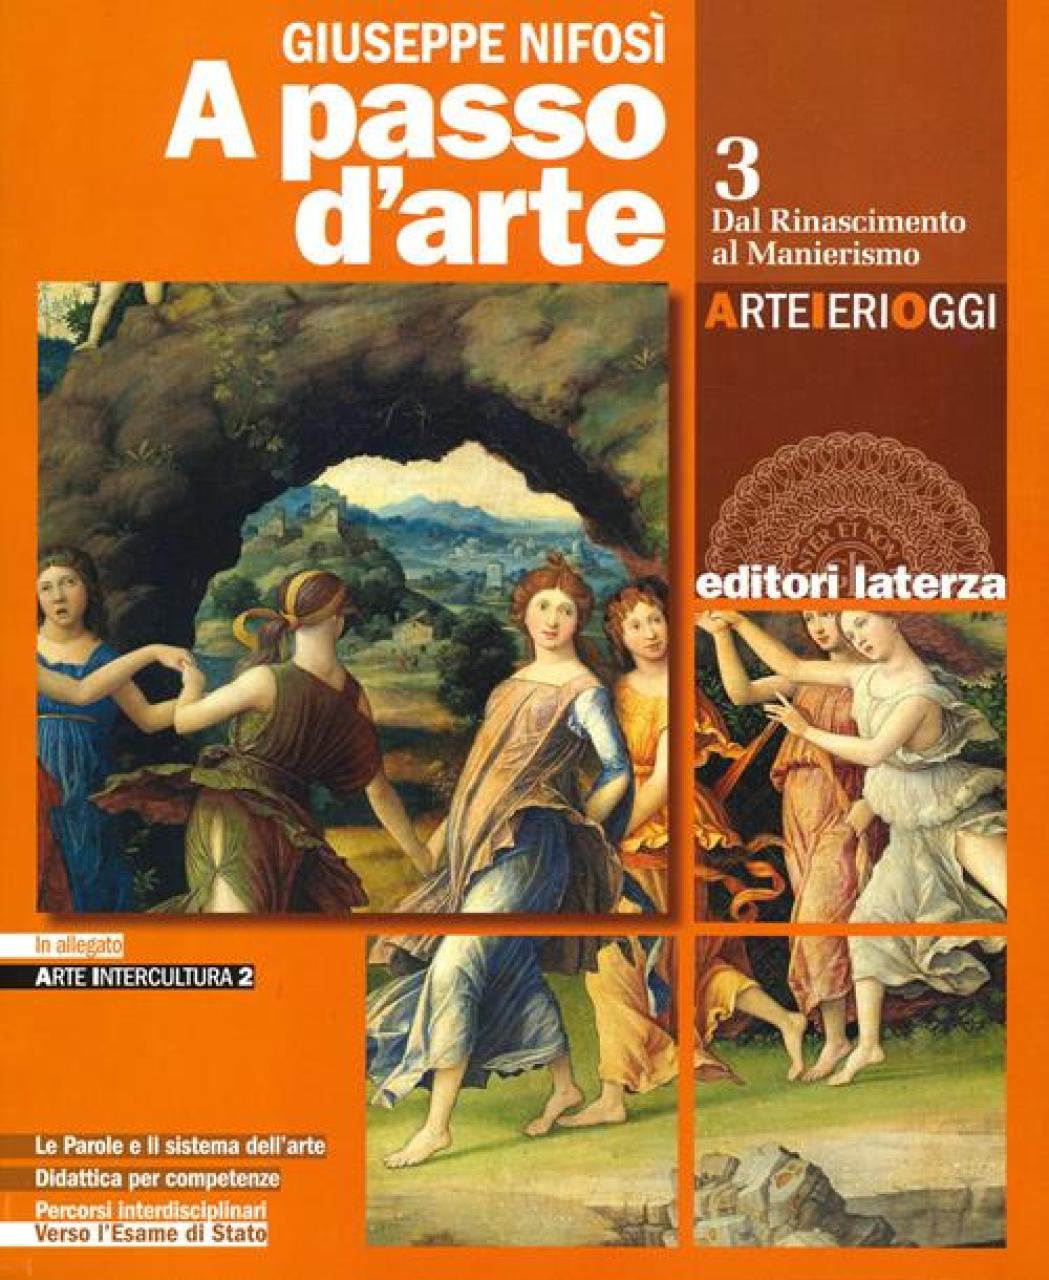 GIUSEPPE NIFOSÌ
A passo
d'arte
3
Dal Rinascimento
al Manierismo
ARTEIERIOGGI
editori laterza
In allegato
ARTE INTERCULTURA 2
Le Parole e Il sistema dell'arte
Didattica per competenze
Percorsi interdisciplinari
Verso l'Esame di Stato